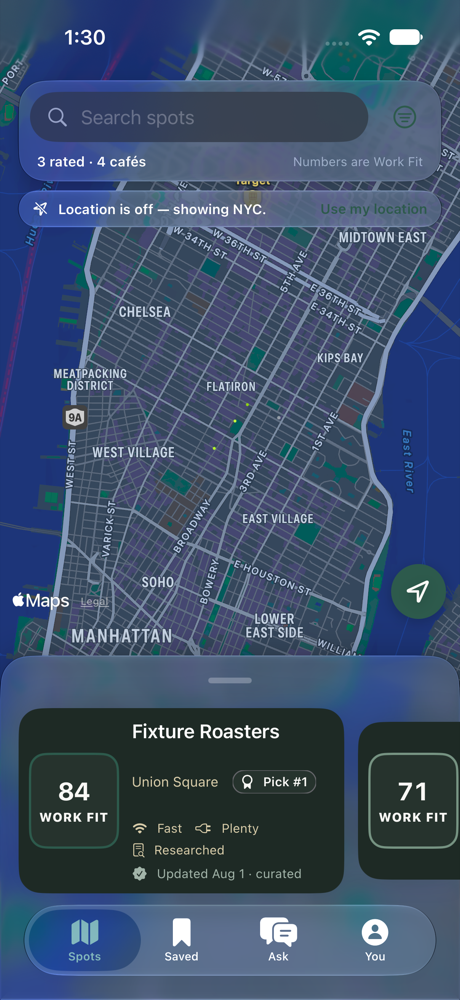 1:30
PORT
W-5
Search spots
3 rated · 4 cafés
Numbers are Work Fit
Target
Location is off — showing NYC.
Use my location
Hu
W-34TH-ST
W-36TH-ST
5TH-AVE
MIDTOWN EAST
E 36TH-ST
E-34TH-ST
CHELSEA
KIPS BAY
MEATPACKING
DISTRICT
FLATIRON
9A
1ST-AVE
WEST VILLAGE
East River
WEST-ST
3RD-AVE
VARICK-ST
BROADWAY
EAST VILLAGE
SOHO
BOWERY
E-HOUSTON-ST
Maps
Legal
LOWER
EAST SIDE
MANHATTAN
WILLIA
Fixture Roasters
84
WORK FIT
Union Square
Pick #1
Fast
Plenty
Researched
Updated Aug 1 · curated
71
WORK FIT
Spots
Saved
Ask
You